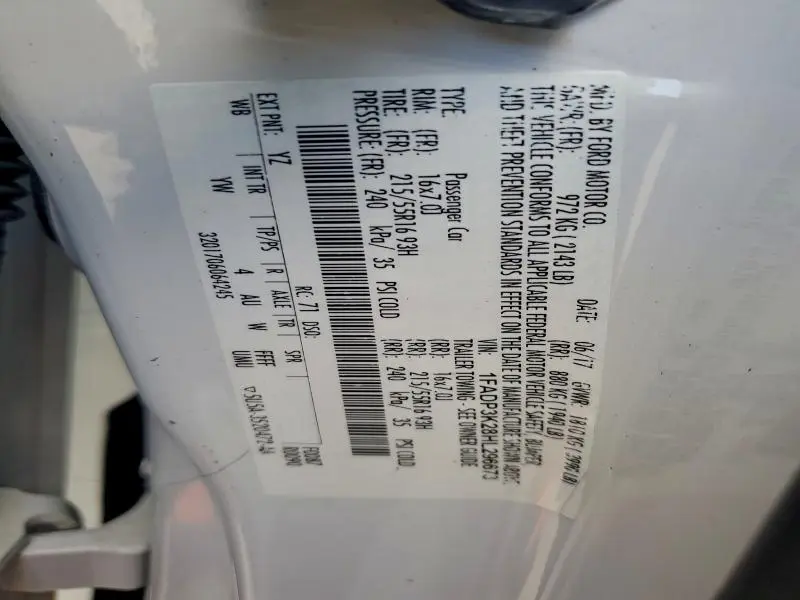 MFD. BY FORD MOTOR CO.
DATE: 06/17 GVWR: 1810 KG ( 3990 LB)
GAWR: (FR): 972 KG ( 2143 LB) (RR): 880 KG ( 1940 LB)
THIS VEHICLE CONFORMS TO ALL APPLICABLE FEDERAL MOTOR VEHICLE SAFETY, BUMPER
AND THEFT PREVENTION STANDARDS IN EFFECT ON THE DATE OF MANUFACTURE SHOWN ABOVE.
VIN: 1FADP3K28HL296673
TYPE: Passenger Car TRAILER TOWING - SEE OWNER GUIDE
RIM: (FR): 16x7.0J (RR): 16x7.0J
TIRE: (FR): 215/55R16 93H (RR): 215/55R16 93H
PRESSURE (FR): 240 kPa/ 35 PSI COLD (RR): 240 kPa/ 35 PSI COLD
RC: 71 DSO: F0087
EXT PNT: YZ
WB INT TR TP/PS R AXLE TR SPR
YW 4 AU W FFFF
320170606424S UNU